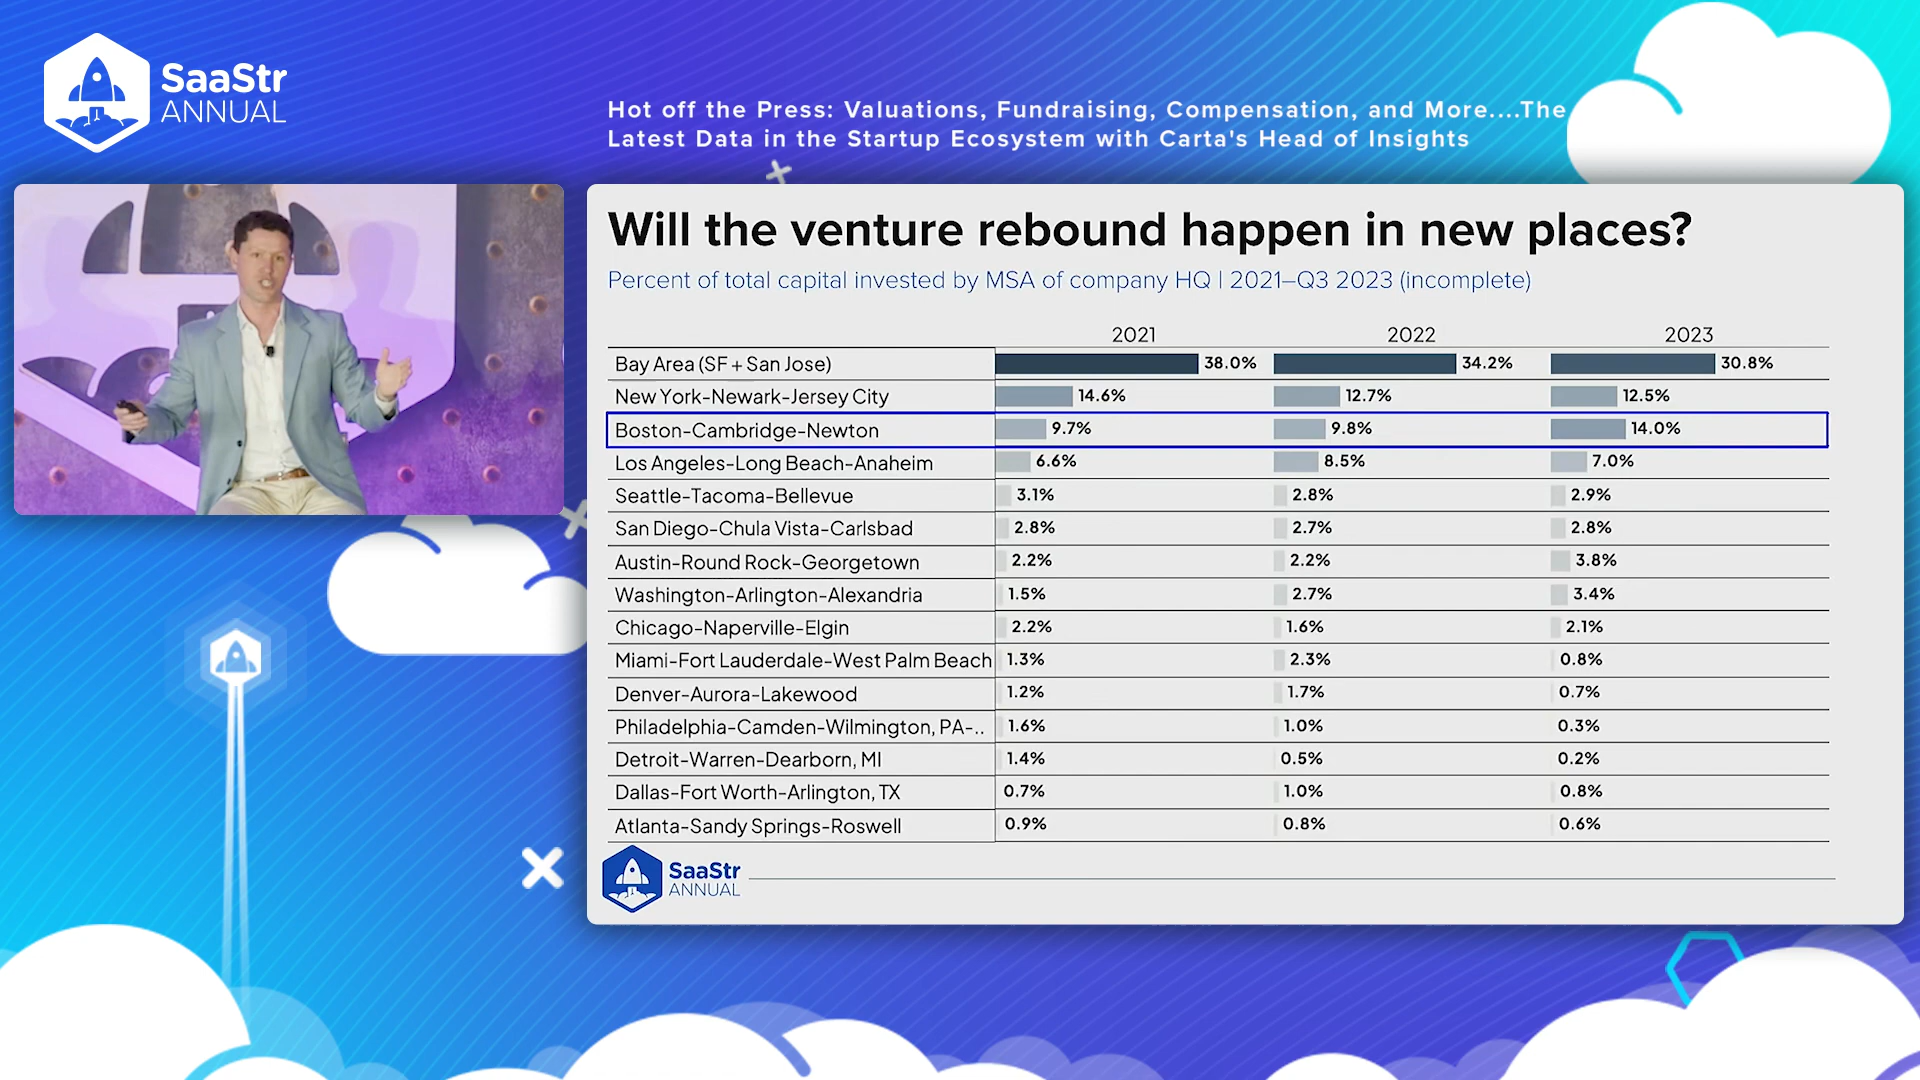 SaaStr
ANNUAL
Hot off the Press: Valuations, Fundraising, Compensation, and More....The
Latest Data in the Startup Ecosystem with Carta's Head of Insights
Will the venture rebound happen in new places?
Percent of total capital invested by MSA of company HQ | 2021–Q3 2023 (incomplete)
2021 2022 2023
Bay Area (SF + San Jose) 38.0% 34.2% 30.8%
New York-Newark-Jersey City 14.6% 12.7% 12.5%
Boston-Cambridge-Newton 9.7% 9.8% 14.0%
Los Angeles-Long Beach-Anaheim 6.6% 8.5% 7.0%
Seattle-Tacoma-Bellevue 3.1% 2.8% 2.9%
San Diego-Chula Vista-Carlsbad 2.8% 2.7% 2.8%
Austin-Round Rock-Georgetown 2.2% 2.2% 3.8%
Washington-Arlington-Alexandria 1.5% 2.7% 3.4%
Chicago-Naperville-Elgin 2.2% 1.6% 2.1%
Miami-Fort Lauderdale-West Palm Beach 1.3% 2.3% 0.8%
Denver-Aurora-Lakewood 1.2% 1.7% 0.7%
Philadelphia-Camden-Wilmington, PA-.. 1.6% 1.0% 0.3%
Detroit-Warren-Dearborn, MI 1.4% 0.5% 0.2%
Dallas-Fort Worth-Arlington, TX 0.7% 1.0% 0.8%
Atlanta-Sandy Springs-Roswell 0.9% 0.8% 0.6%
SaaStr
ANNUAL